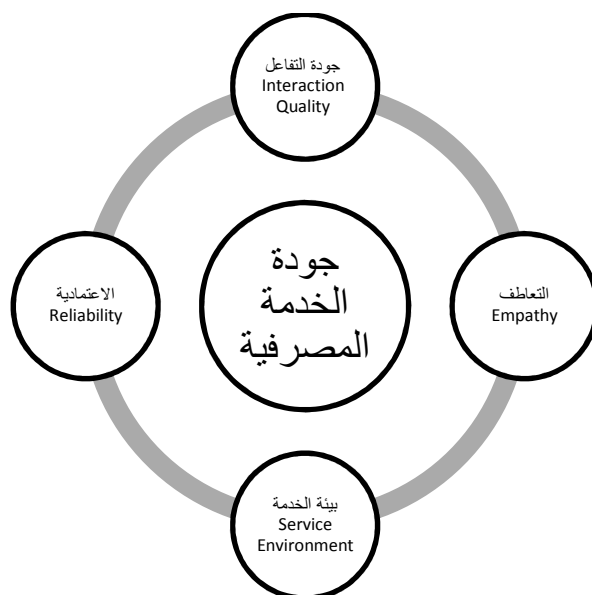 جودة التفاعل
Interaction
Quality
الاعتمادية
Reliability
جودة
الخدمة
المصرفية
التعاطف
Empathy
بيئة الخدمة
Service
Environment